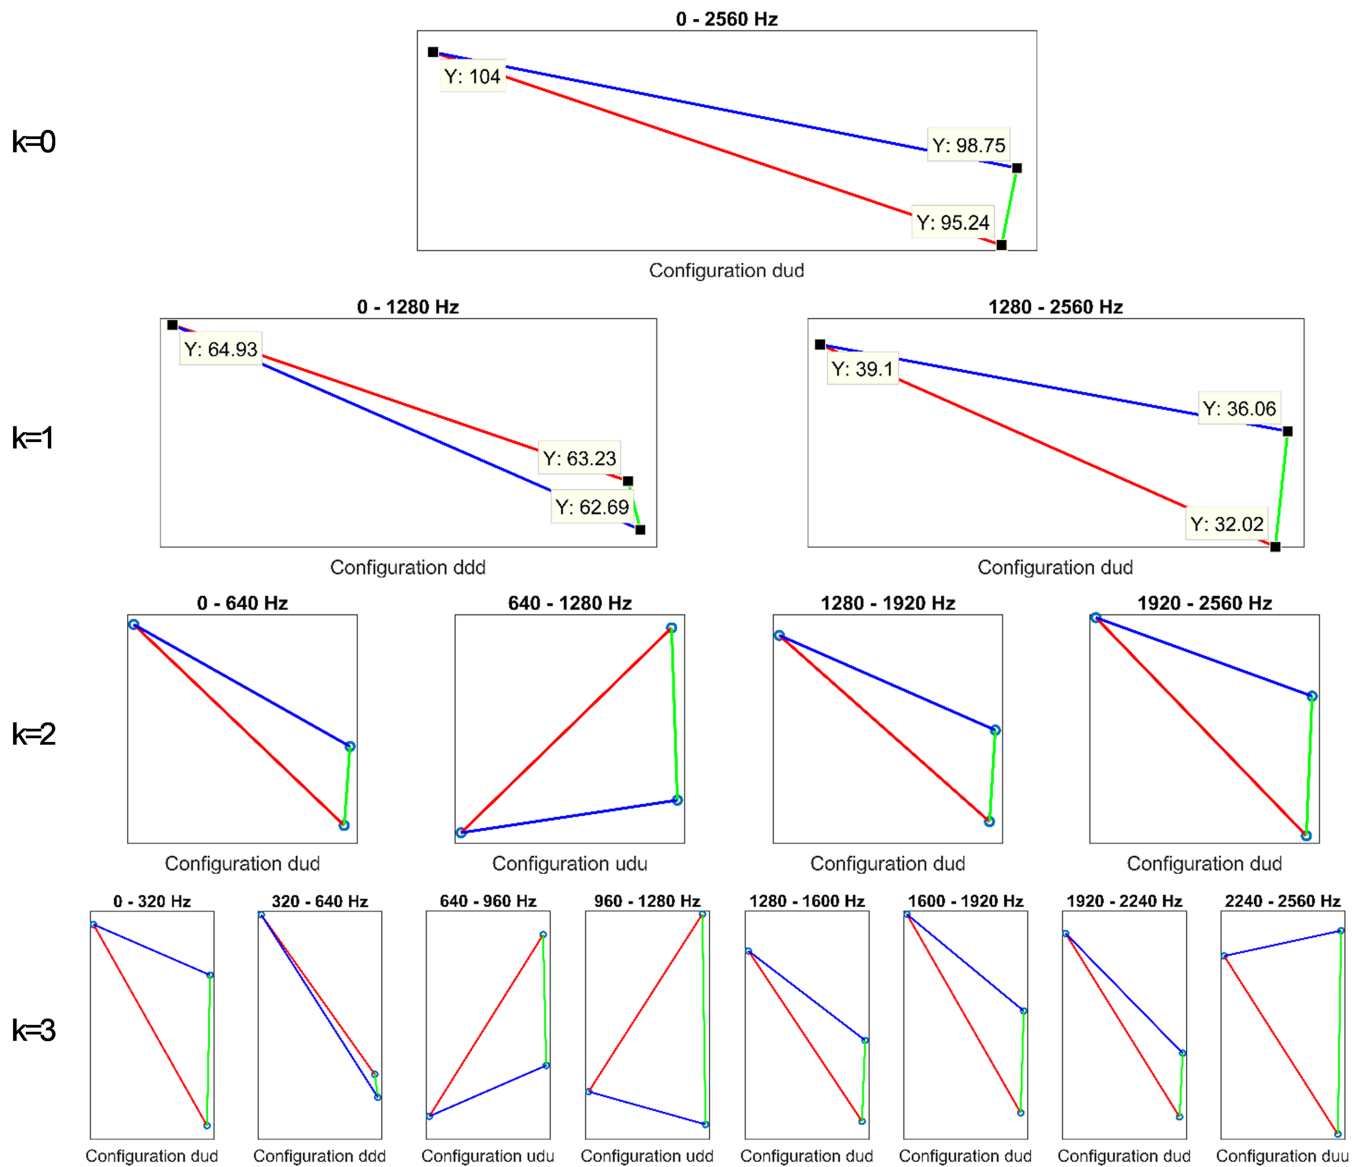 0 - 2560 Hz
Y: 104
Y: 98.75
k=0
Y: 95.24
Configuration dud
0 - 1280 Hz
1280 - 2560 Hz
Y: 64.93
Y: 39.1
Y: 36.06
k=1
Y: 63.23
Y: 62.69
Y: 32.02
Configuration ddd
Configuration dud
0 - 640 Hz
640 - 1280 Hz
1280 - 1920 Hz
1920 - 2560 Hz
k=2
Configuration dud
Configuration udu
Configuration dud
Configuration dud
0 - 320 Hz
320 - 640 Hz
640 - 960 Hz
960 - 1280 Hz
1280 - 1600 Hz
1600 - 1920 Hz
1920 - 2240 Hz
2240 - 2560 Hz
k=3
Configuration dud
Configuration ddd
Configuration udu
Configuration udd
Configuration dud
Configuration dud
Configuration dud
Configuration duu